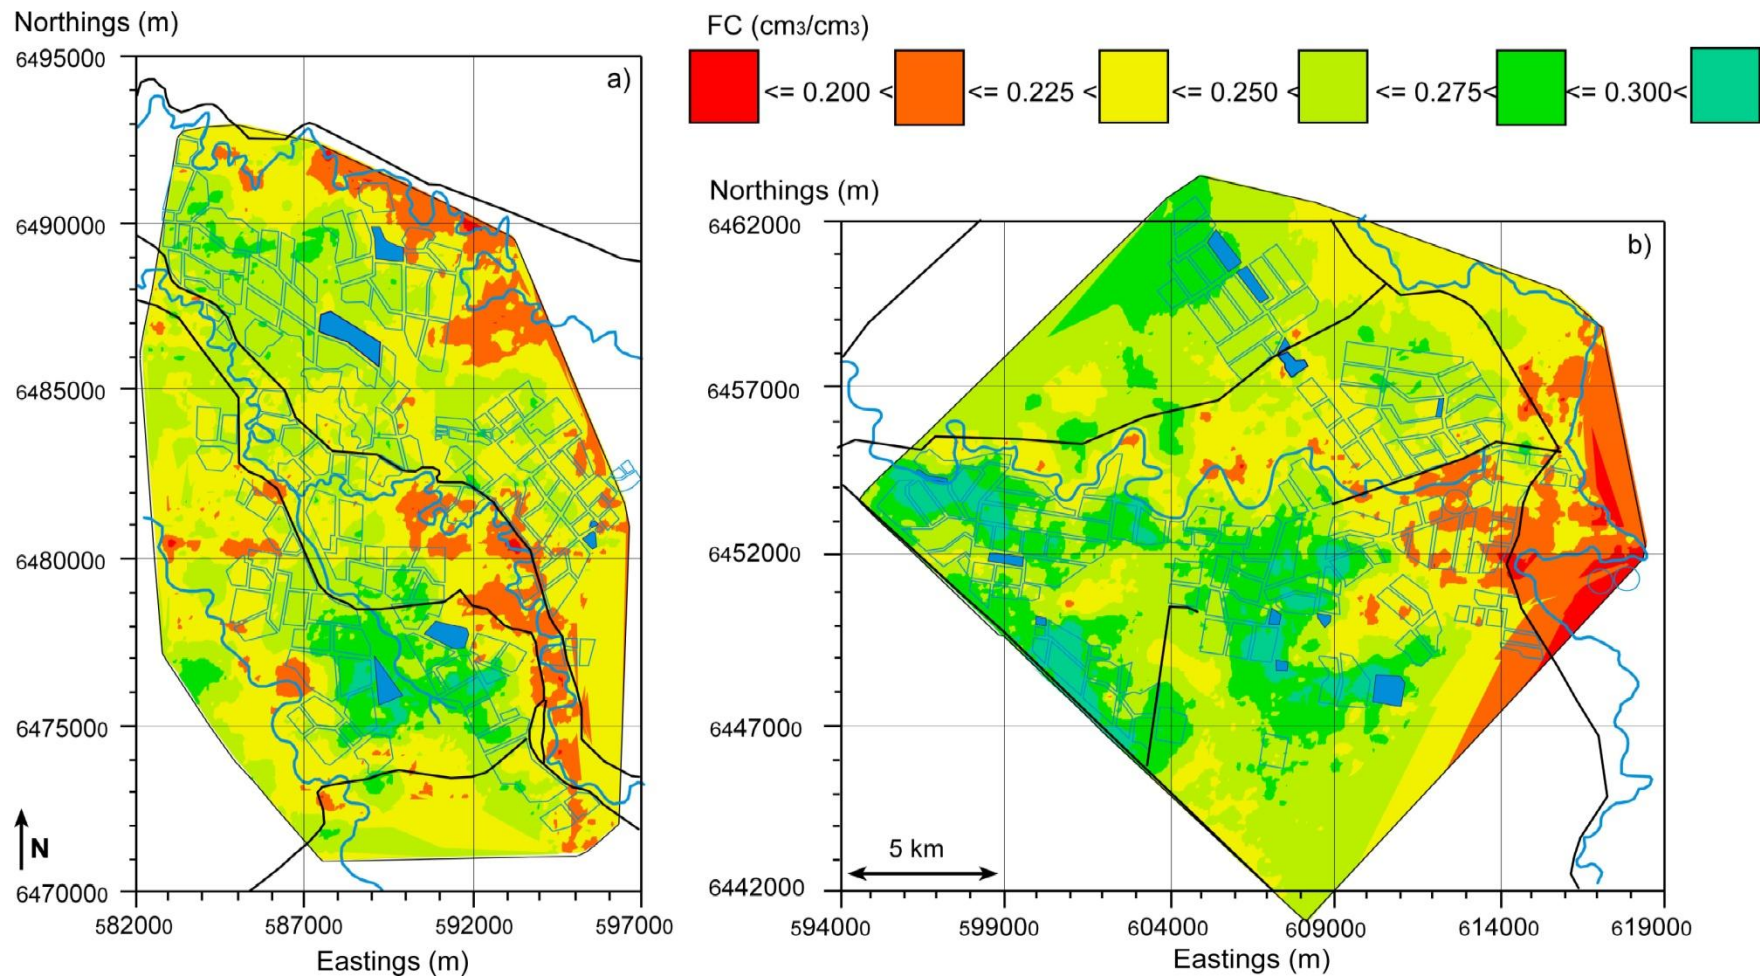 Northings (m)
FC (cm3/cm3)
<= 0.200 < <= 0.225 < <= 0.250 < <= 0.275< <= 0.300<
a)
6495000
6490000
6485000
6480000
6475000
6470000
N
582000 587000 592000 597000
Eastings (m)
Northings (m)
b)
6462000
6457000
6452000
6447000
6442000
5 km
594000 599000 604000 609000 614000 619000
Eastings (m)